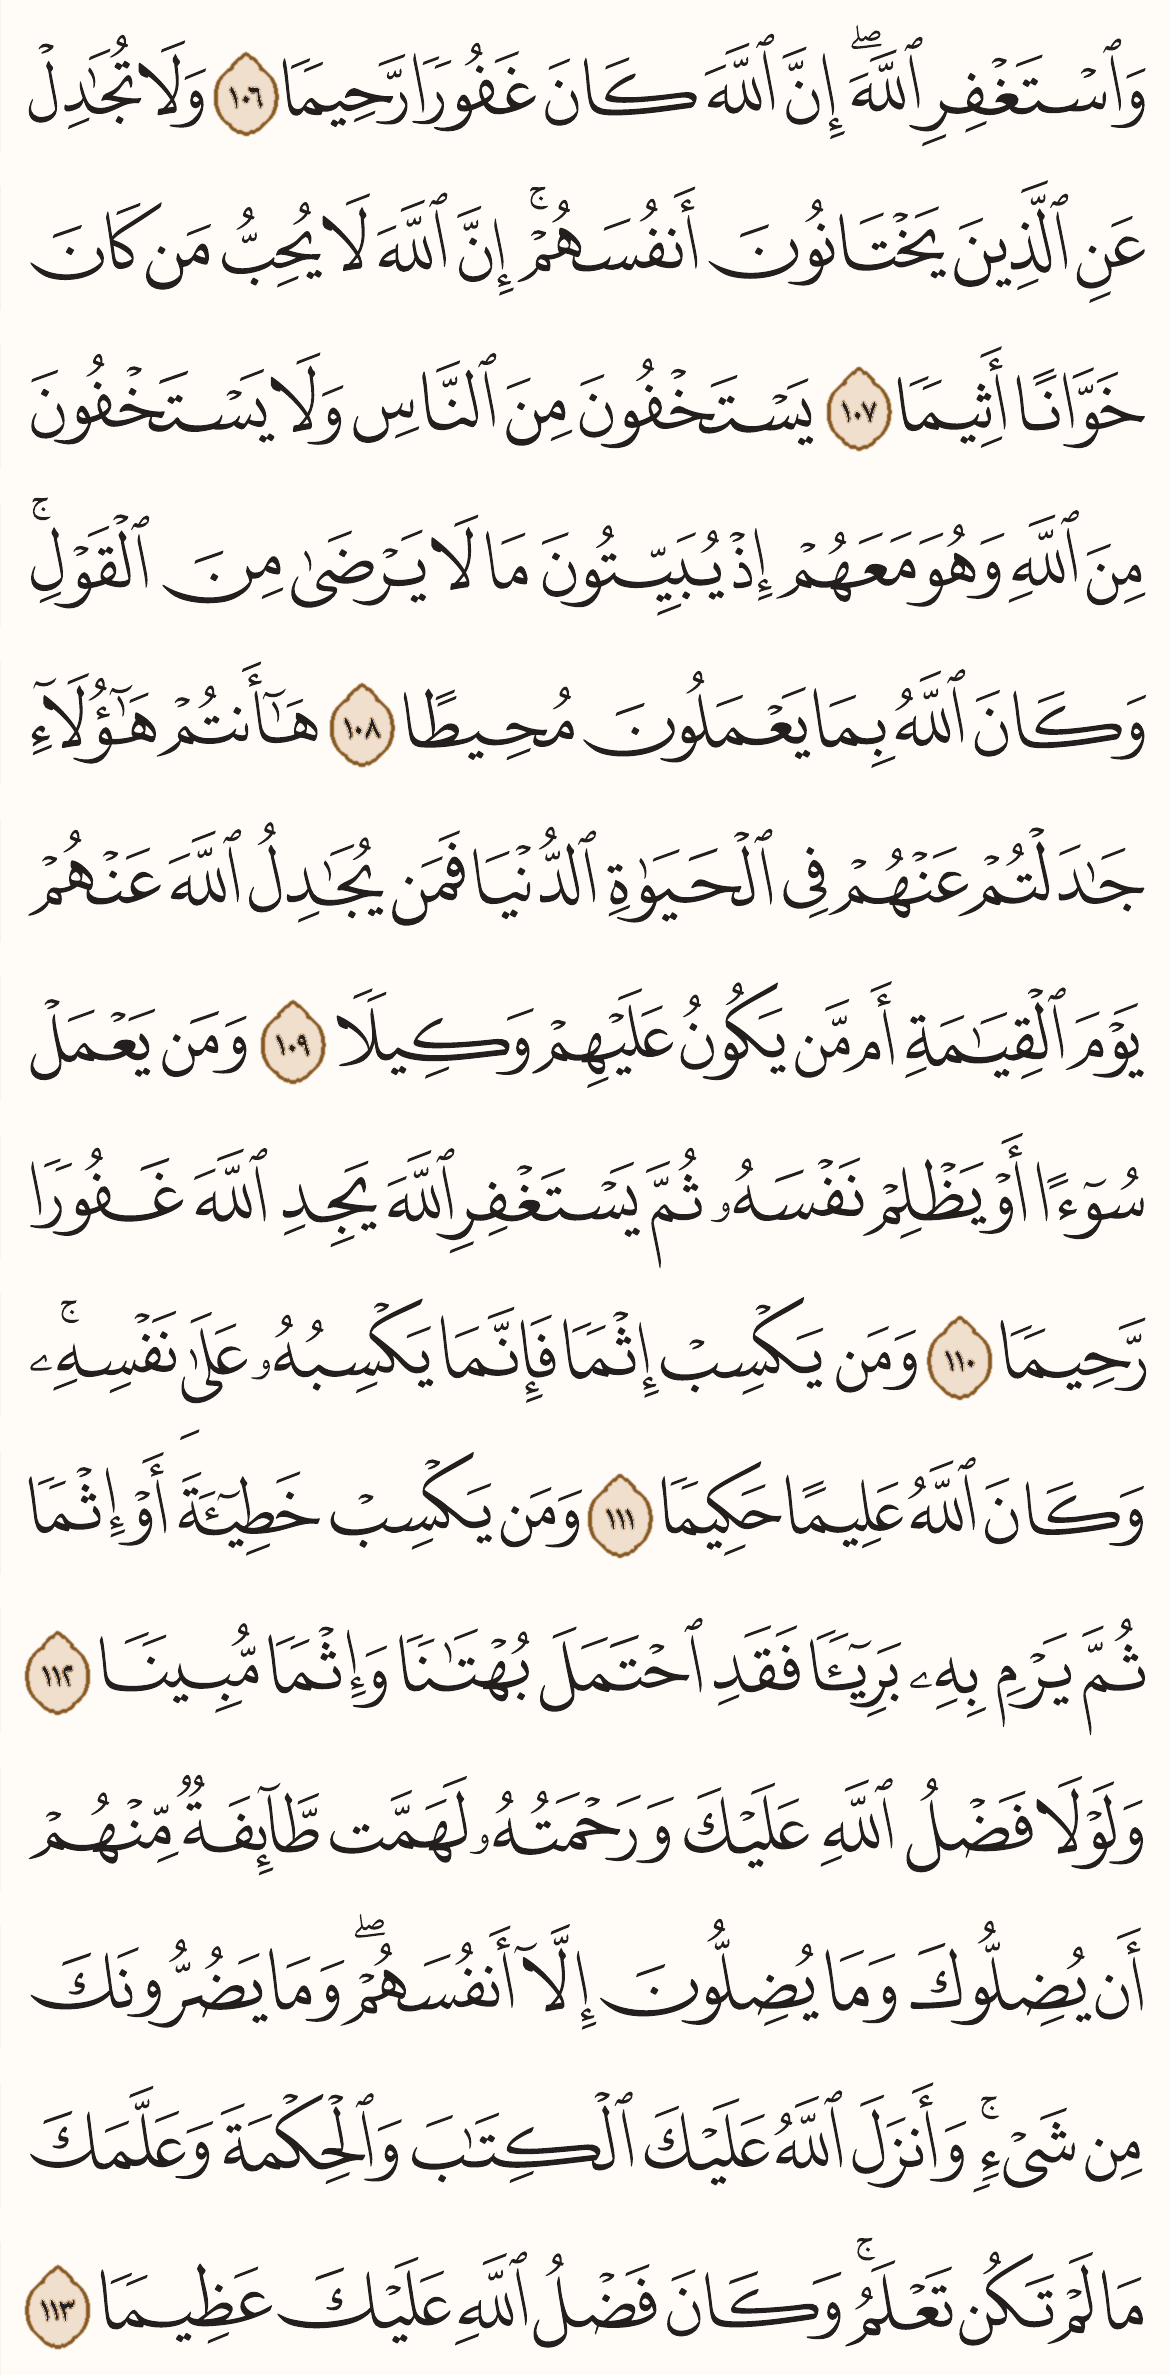 وَٱسْتَغْفِرِ ٱللَّهَ ۖ إِنَّ ٱللَّهَ كَانَ غَفُورًا رَّحِيمًا ١٠٦ وَلَا تُجَـٰدِلْ
عَنِ ٱلَّذِينَ يَخْتَانُونَ أَنفُسَهُمْ ۚ إِنَّ ٱللَّهَ لَا يُحِبُّ مَن كَانَ
خَوَّانًا أَثِيمًا ١٠٧ يَسْتَخْفُونَ مِنَ ٱلنَّاسِ وَلَا يَسْتَخْفُونَ
مِنَ ٱللَّهِ وَهُوَ مَعَهُمْ إِذْ يُبَيِّتُونَ مَا لَا يَرْضَىٰ مِنَ ٱلْقَوْلِ ۚ
وَكَانَ ٱللَّهُ بِمَا يَعْمَلُونَ مُحِيطًا ١٠٨ هَـٰٓأَنتُمْ هَـٰٓؤُلَآءِ
جَـٰدَلْتُمْ عَنْهُمْ فِى ٱلْحَيَوٰةِ ٱلدُّنْيَا فَمَن يُجَـٰدِلُ ٱللَّهَ عَنْهُمْ
يَوْمَ ٱلْقِيَـٰمَةِ أَم مَّن يَكُونُ عَلَيْهِمْ وَكِيلًا ١٠٩ وَمَن يَعْمَلْ
سُوٓءًا أَوْ يَظْلِمْ نَفْسَهُۥ ثُمَّ يَسْتَغْفِرِ ٱللَّهَ يَجِدِ ٱللَّهَ غَفُورًا
رَّحِيمًا ١١٠ وَمَن يَكْسِبْ إِثْمًا فَإِنَّمَا يَكْسِبُهُۥ عَلَىٰ نَفْسِهِۦ ۚ
وَكَانَ ٱللَّهُ عَلِيمًا حَكِيمًا ١١١ وَمَن يَكْسِبْ خَطِيٓـَٔةً أَوْ إِثْمًا
ثُمَّ يَرْمِ بِهِۦ بَرِيٓـًٔا فَقَدِ ٱحْتَمَلَ بُهْتَـٰنًا وَإِثْمًا مُّبِينًا ١١٢
وَلَوْلَا فَضْلُ ٱللَّهِ عَلَيْكَ وَرَحْمَتُهُۥ لَهَمَّت طَّآئِفَةٌ مِّنْهُمْ
أَن يُضِلُّوكَ وَمَا يُضِلُّونَ إِلَّآ أَنفُسَهُمْ ۖ وَمَا يَضُرُّونَكَ
مِن شَىْءٍ ۚ وَأَنزَلَ ٱللَّهُ عَلَيْكَ ٱلْكِتَـٰبَ وَٱلْحِكْمَةَ وَعَلَّمَكَ
مَا لَمْ تَكُن تَعْلَمُ ۚ وَكَانَ فَضْلُ ٱللَّهِ عَلَيْكَ عَظِيمًا ١١٣